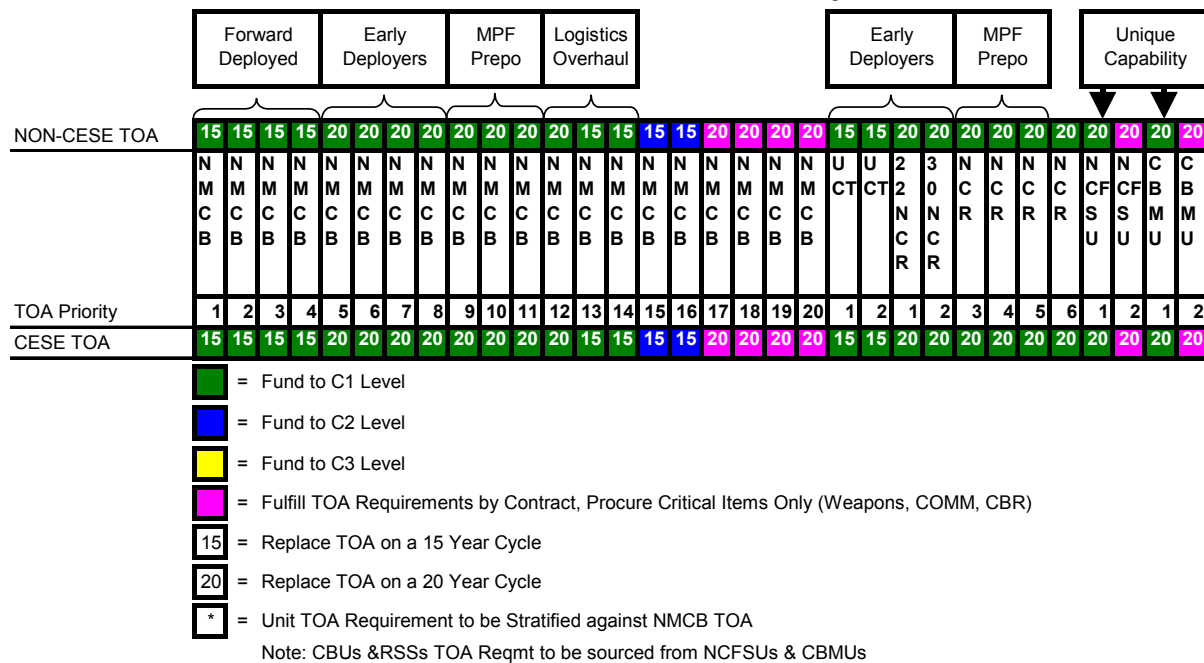 Forward Deployed
Early Deployers
MPF Prepo
Logistics Overhaul
Early Deployers
MPF Prepo
Unique Capability
NON-CESE TOA 15 15 15 15 20 20 20 20 20 20 20 20 15 15 15 15 20 20 20 20 15 15 20 20 20 20 20 20 20 20 20 20
NMCB NMCB NMCB NMCB NMCB NMCB NMCB NMCB NMCB NMCB NMCB NMCB NMCB NMCB NMCB NMCB NMCB NMCB NMCB NMCB UCT UCT 22NCR 30NCR NCR NCR NCR NCR NCFSU NCFSU CBMU CBMU
TOA Priority 1 2 3 4 5 6 7 8 9 10 11 12 13 14 15 16 17 18 19 20 1 2 1 2 3 4 5 6 1 2 1 2
CESE TOA 15 15 15 15 20 20 20 20 20 20 20 20 15 15 15 15 20 20 20 20 15 15 20 20 20 20 20 20 20 20 20 20
= Fund to C1 Level
= Fund to C2 Level
= Fund to C3 Level
= Fulfill TOA Requirements by Contract, Procure Critical Items Only (Weapons, COMM, CBR)
15 = Replace TOA on a 15 Year Cycle
20 = Replace TOA on a 20 Year Cycle
* = Unit TOA Requirement to be Stratified against NMCB TOA
Note: CBUs &RSSs TOA Reqmt to be sourced from NCFSUs & CBMUs